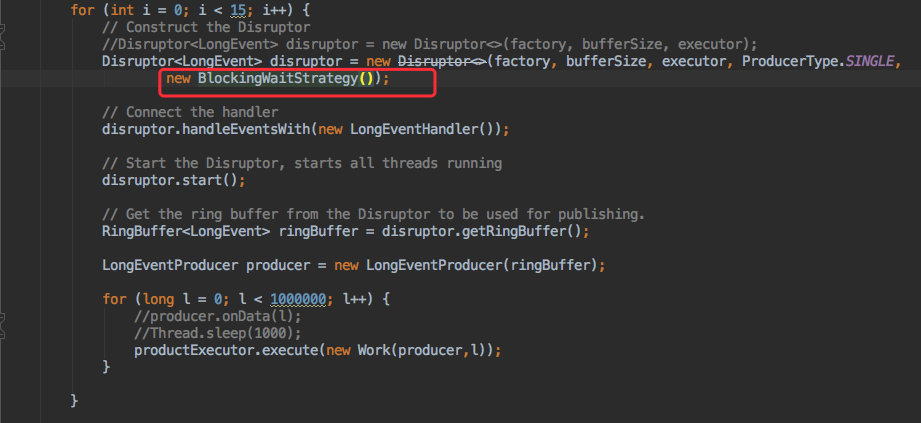 for (int i = 0; i < 15; i++) {
// Construct the Disruptor
//Disruptor<LongEvent> disruptor = new Disruptor<>(factory, bufferSize, executor);
Disruptor<LongEvent> disruptor = new Disruptor<>(factory, bufferSize, executor, ProducerType.SINGLE,
new BlockingWaitStrategy());
// Connect the handler
disruptor.handleEventsWith(new LongEventHandler());
// Start the Disruptor, starts all threads running
disruptor.start();
// Get the ring buffer from the Disruptor to be used for publishing.
RingBuffer<LongEvent> ringBuffer = disruptor.getRingBuffer();
LongEventProducer producer = new LongEventProducer(ringBuffer);
for (long l = 0; l < 1000000; l++) {
//producer.onData(l);
//Thread.sleep(1000);
productExecutor.execute(new Work(producer,l));
}
}